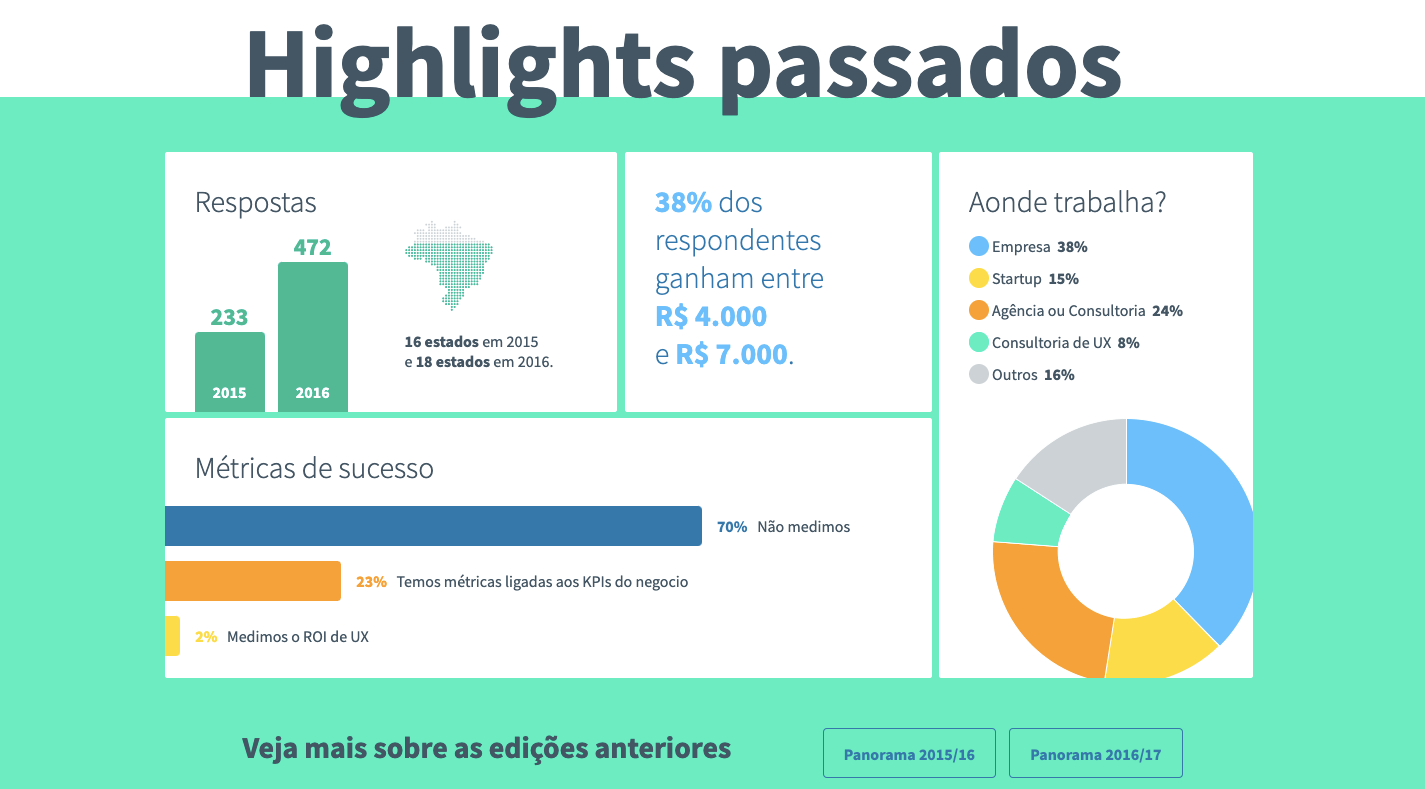 Highlights passados
Respostas
472
233
2015
2016
16 estados em 2015
e 18 estados em 2016.
38% dos
respondentes
ganham entre
R$ 4.000
e R$ 7.000.
Aonde trabalha?
Empresa 38%
Startup 15%
Agência ou Consultoria 24%
Consultoria de UX 8%
Outros 16%
Métricas de sucesso
70% Não medimos
23% Temos métricas ligadas aos KPIs do negocio
2% Medimos o ROI de UX
Veja mais sobre as edições anteriores
Panorama 2015/16
Panorama 2016/17